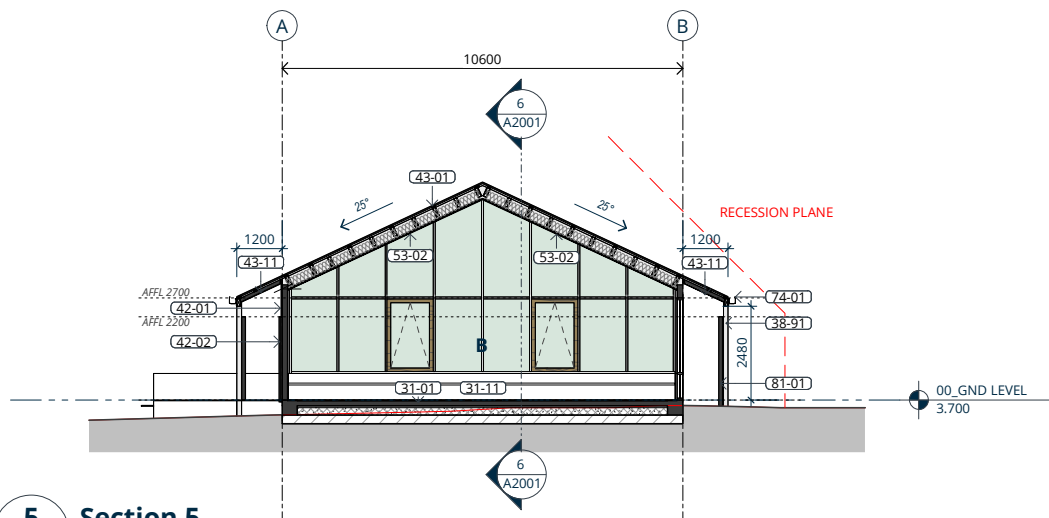 A
B
10600
6
A2001
43-01
25°
25°
RECESSION PLANE
1200
1200
43-11
53-02
53-02
43-11
AFFL 2700
74-01
42-01
AFFL 2200
38-91
42-02
B
2480
31-01
31-11
81-01
00_GND LEVEL
3.700
6
A2001
5
Section 5